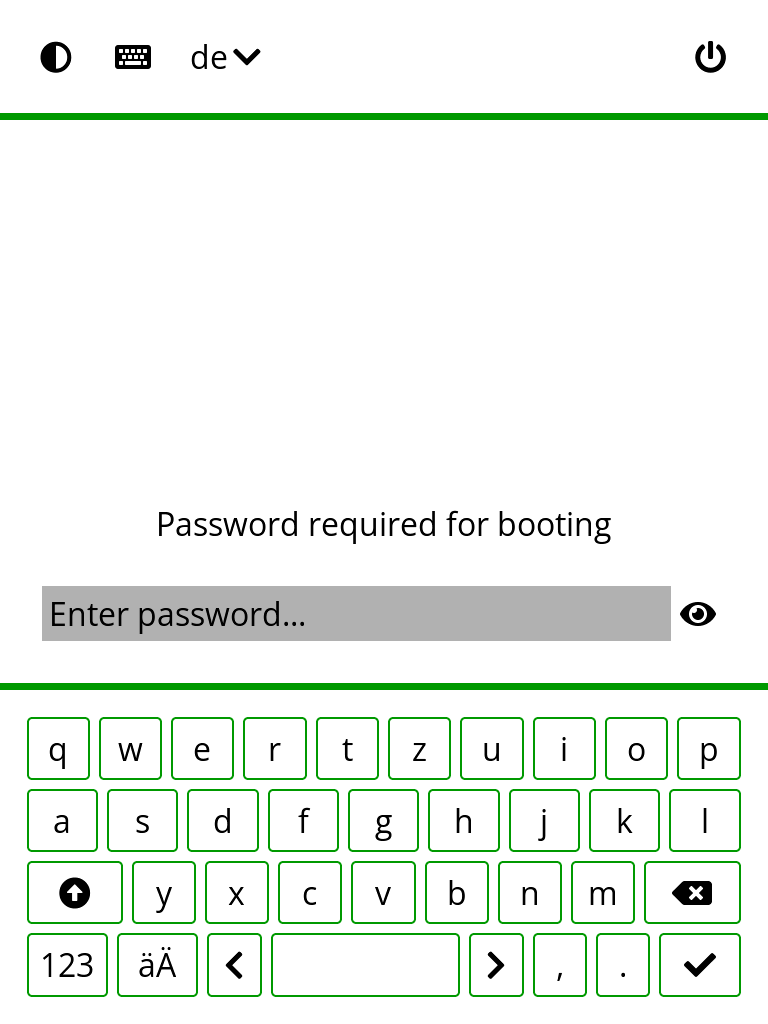 de
Password required for booting
Enter password...
q w e r t z u i o p
a s d f g h j k l
y x c v b n m
123 äÄ , .